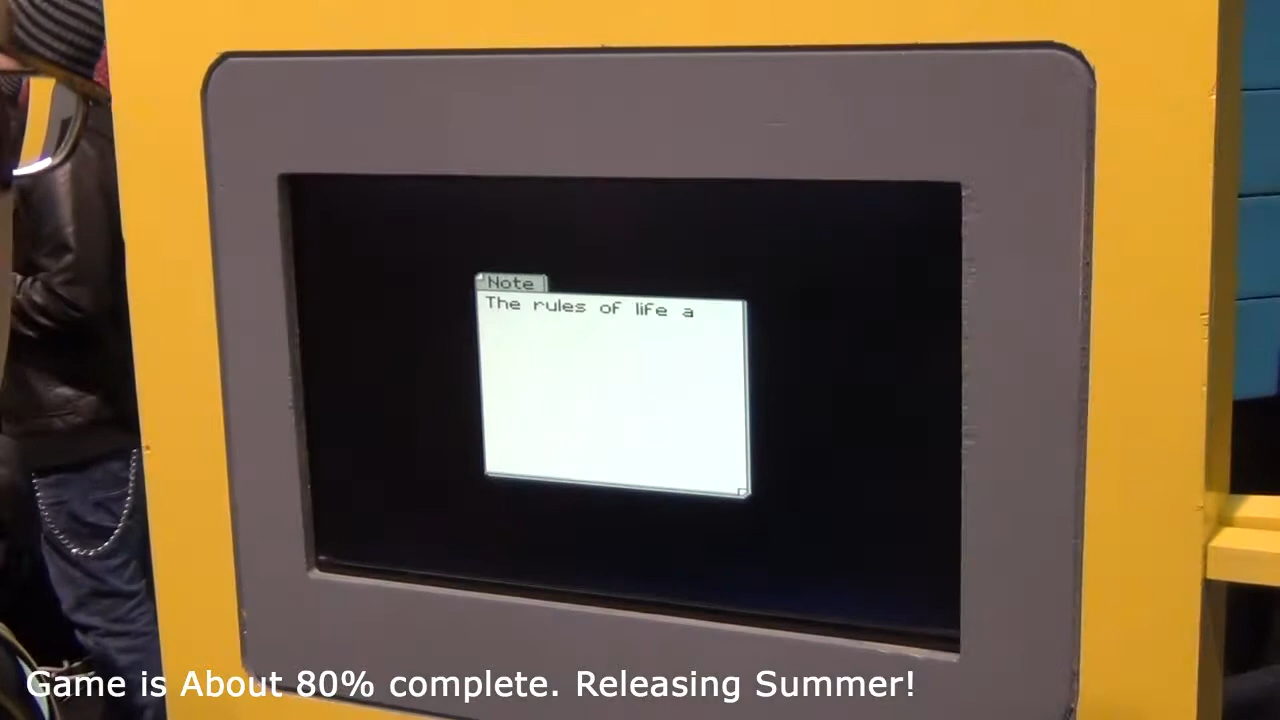 Note
The rules of life a
Game is About 80% complete. Releasing Summer!